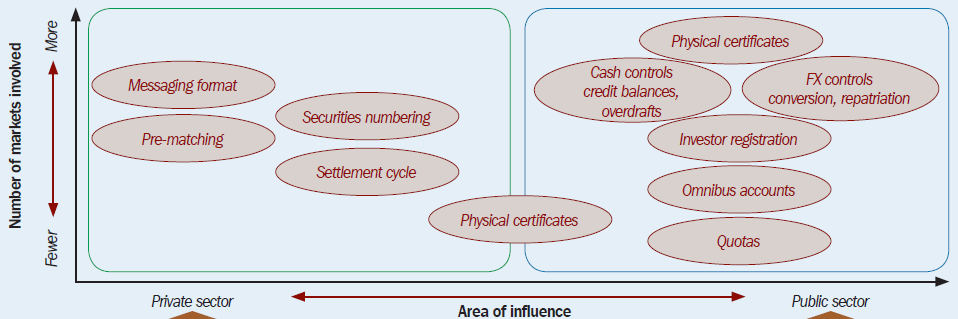 Number of markets involved
More
Fewer
Messaging format
Pre-matching
Securities numbering
Settlement cycle
Physical certificates
Physical certificates
Cash controls
credit balances,
overdrafts
FX controls
conversion, repatriation
Investor registration
Omnibus accounts
Quotas
Private sector
Area of influence
Public sector